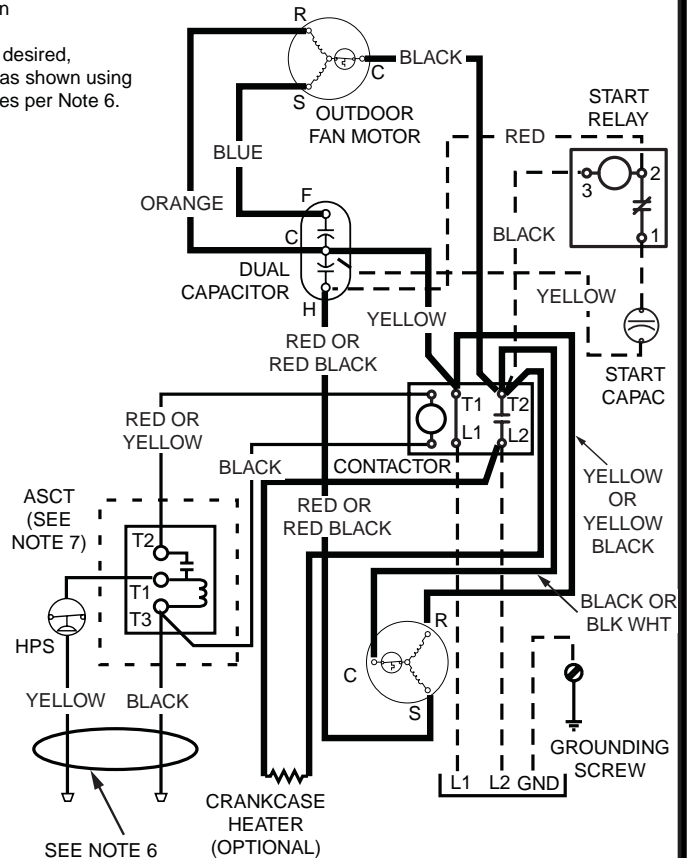 n
desired,
as shown using
es per Note 6.
R
C
S
BLACK
OUTDOOR
FAN MOTOR
START
RELAY
RED
BLUE
2
3
1
ORANGE
F
C
BLACK
DUAL
CAPACITOR
YELLOW
H
YELLOW
RED OR
RED BLACK
START
CAPAC
T1
T2
RED OR
YELLOW
L1
L2
BLACK
CONTACTOR
YELLOW
OR
YELLOW
BLACK
ASCT
(SEE
NOTE 7)
RED OR
RED BLACK
T2
T1
T3
BLACK OR
BLK WHT
HPS
R
C
S
YELLOW
BLACK
GROUNDING
SCREW
L1
L2
GND
CRANKCASE
HEATER
(OPTIONAL)
SEE NOTE 6